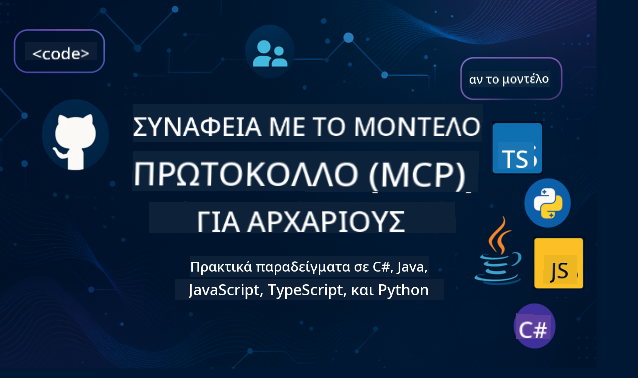 <code>
αν το μοντέλο
ΣΥΝΑΦΕΙΑ ΜΕ ΤΟ ΜΟΝΤΕΛΟ
ΠΡΩΤΟΚΟΛΛΟ (MCP)
ΓΙΑ ΑΡΧΑΡΙΟΥΣ
TS
Πρακτικά παραδείγματα σε C#, Java,
JavaScript, TypeScript, και Python
JS
C#